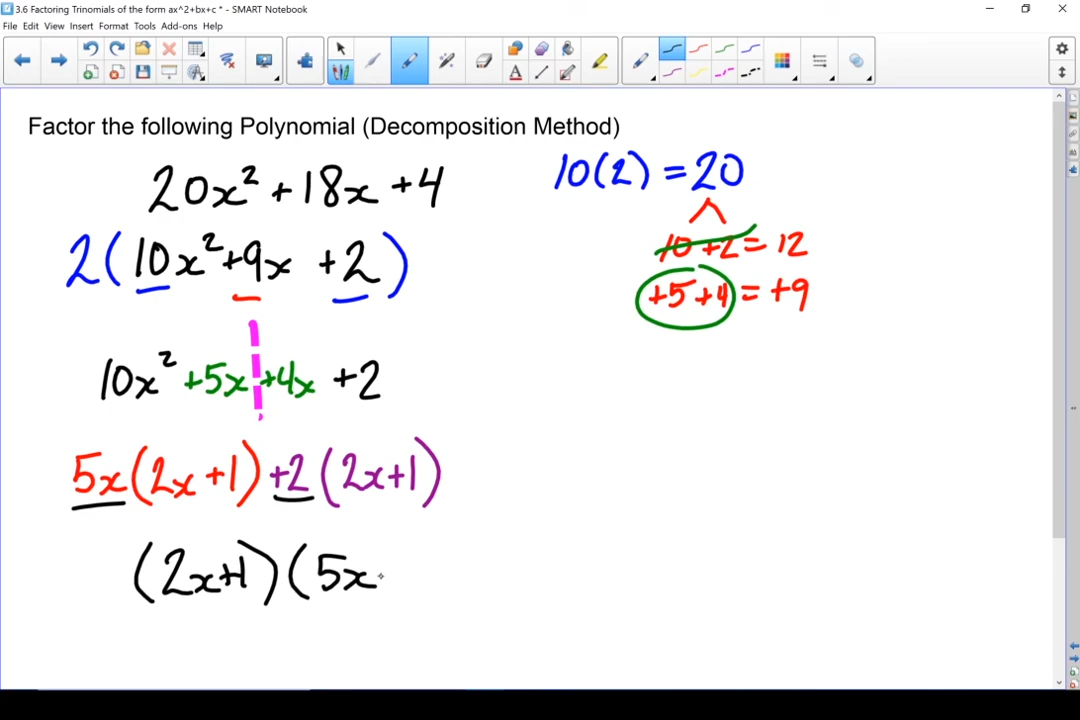 3.6 Factoring Trinomials of the form ax^2+bx+c * - SMART Notebook
File Edit View Insert Format Tools Add-ons Help
Factor the following Polynomial (Decomposition Method)
20x² + 18x + 4
2(10x² + 9x + 2)
10x² + 5x + 4x + 2
5x(2x + 1) + 2(2x + 1)
(2x + 1)(5x
10(2) = 20
10 + 2 = 12
+5 +4 = +9